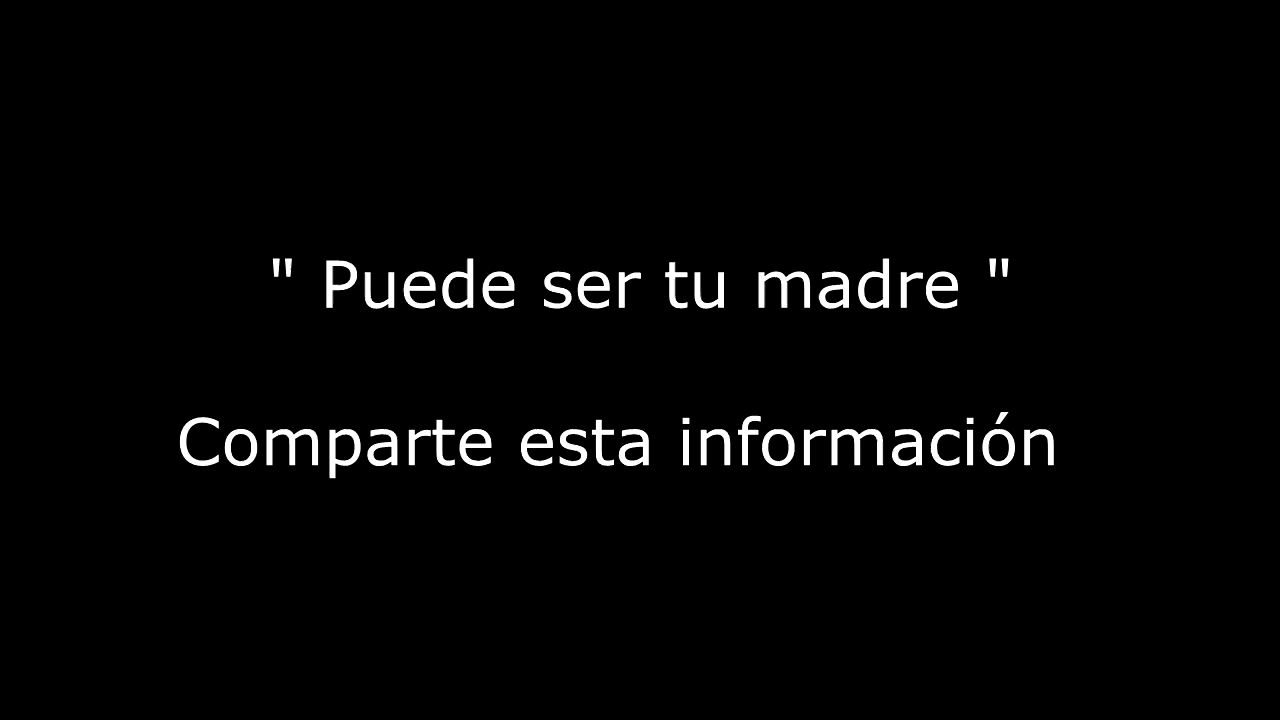 " Puede ser tu madre "
Comparte esta información